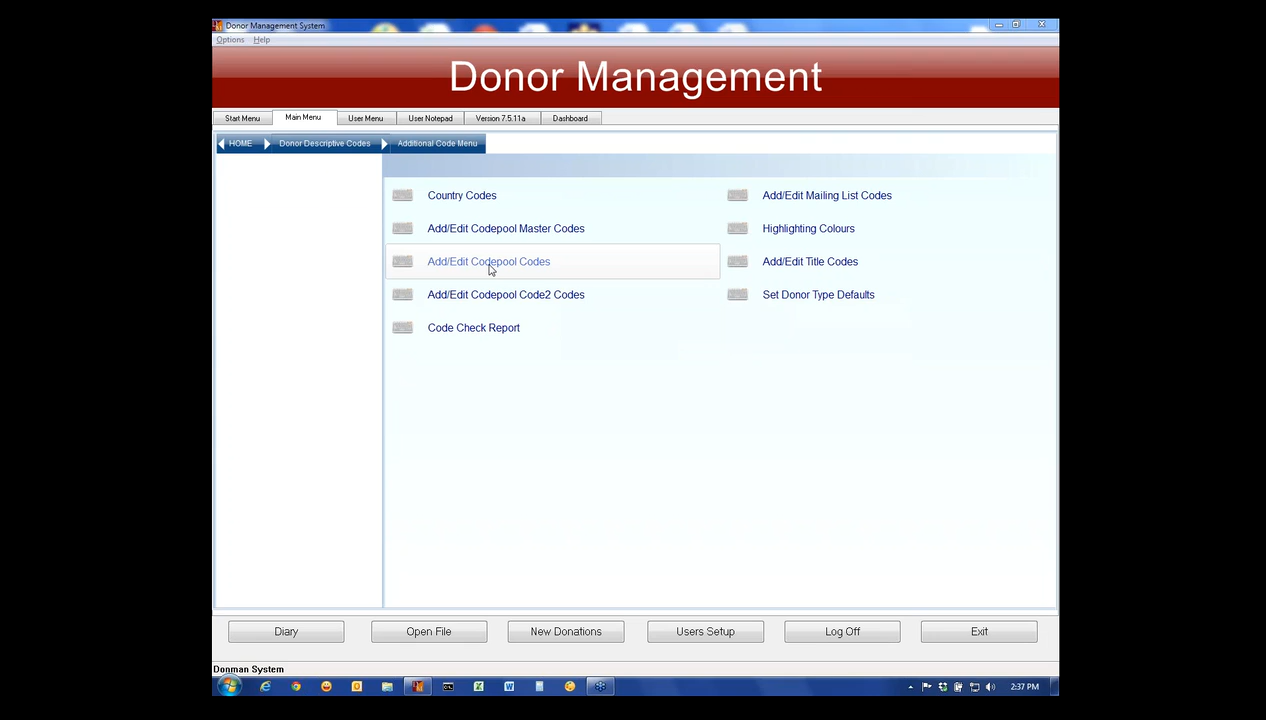 Donor Management System
Options Help
Donor Management
Start Menu Main Menu User Menu User Notepad Version 7.5.11a Dashboard
HOME Donor Descriptive Codes Additional Code Menu
Country Codes
Add/Edit Codepool Master Codes
Add/Edit Codepool Codes
Add/Edit Codepool Code2 Codes
Code Check Report
Add/Edit Mailing List Codes
Highlighting Colours
Add/Edit Title Codes
Set Donor Type Defaults
Diary Open File New Donations Users Setup Log Off Exit
Donman System
2:37 PM